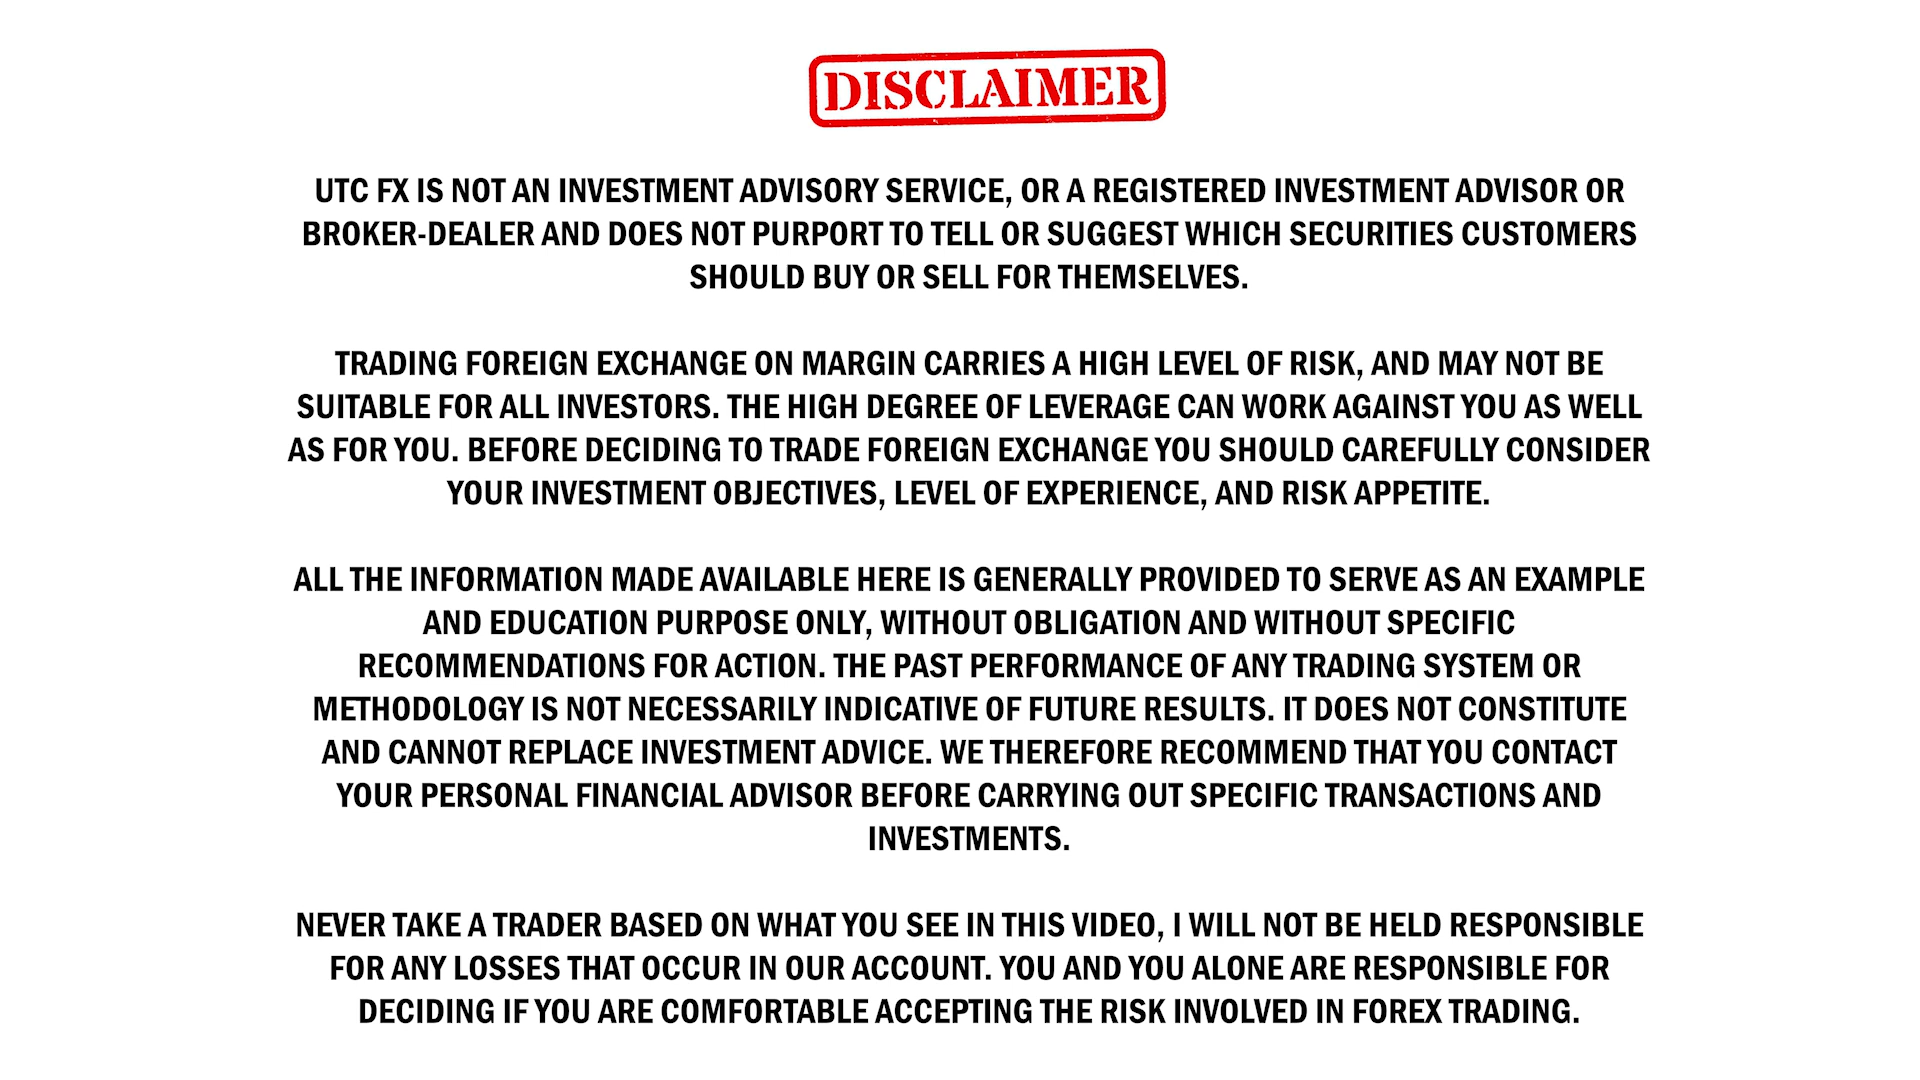 DISCLAIMER
UTC FX IS NOT AN INVESTMENT ADVISORY SERVICE, OR A REGISTERED INVESTMENT ADVISOR OR
BROKER-DEALER AND DOES NOT PURPORT TO TELL OR SUGGEST WHICH SECURITIES CUSTOMERS
SHOULD BUY OR SELL FOR THEMSELVES.
TRADING FOREIGN EXCHANGE ON MARGIN CARRIES A HIGH LEVEL OF RISK, AND MAY NOT BE
SUITABLE FOR ALL INVESTORS. THE HIGH DEGREE OF LEVERAGE CAN WORK AGAINST YOU AS WELL
AS FOR YOU. BEFORE DECIDING TO TRADE FOREIGN EXCHANGE YOU SHOULD CAREFULLY CONSIDER
YOUR INVESTMENT OBJECTIVES, LEVEL OF EXPERIENCE, AND RISK APPETITE.
ALL THE INFORMATION MADE AVAILABLE HERE IS GENERALLY PROVIDED TO SERVE AS AN EXAMPLE
AND EDUCATION PURPOSE ONLY, WITHOUT OBLIGATION AND WITHOUT SPECIFIC
RECOMMENDATIONS FOR ACTION. THE PAST PERFORMANCE OF ANY TRADING SYSTEM OR
METHODOLOGY IS NOT NECESSARILY INDICATIVE OF FUTURE RESULTS. IT DOES NOT CONSTITUTE
AND CANNOT REPLACE INVESTMENT ADVICE. WE THEREFORE RECOMMEND THAT YOU CONTACT
YOUR PERSONAL FINANCIAL ADVISOR BEFORE CARRYING OUT SPECIFIC TRANSACTIONS AND
INVESTMENTS.
NEVER TAKE A TRADER BASED ON WHAT YOU SEE IN THIS VIDEO, I WILL NOT BE HELD RESPONSIBLE
FOR ANY LOSSES THAT OCCUR IN OUR ACCOUNT. YOU AND YOU ALONE ARE RESPONSIBLE FOR
DECIDING IF YOU ARE COMFORTABLE ACCEPTING THE RISK INVOLVED IN FOREX TRADING.